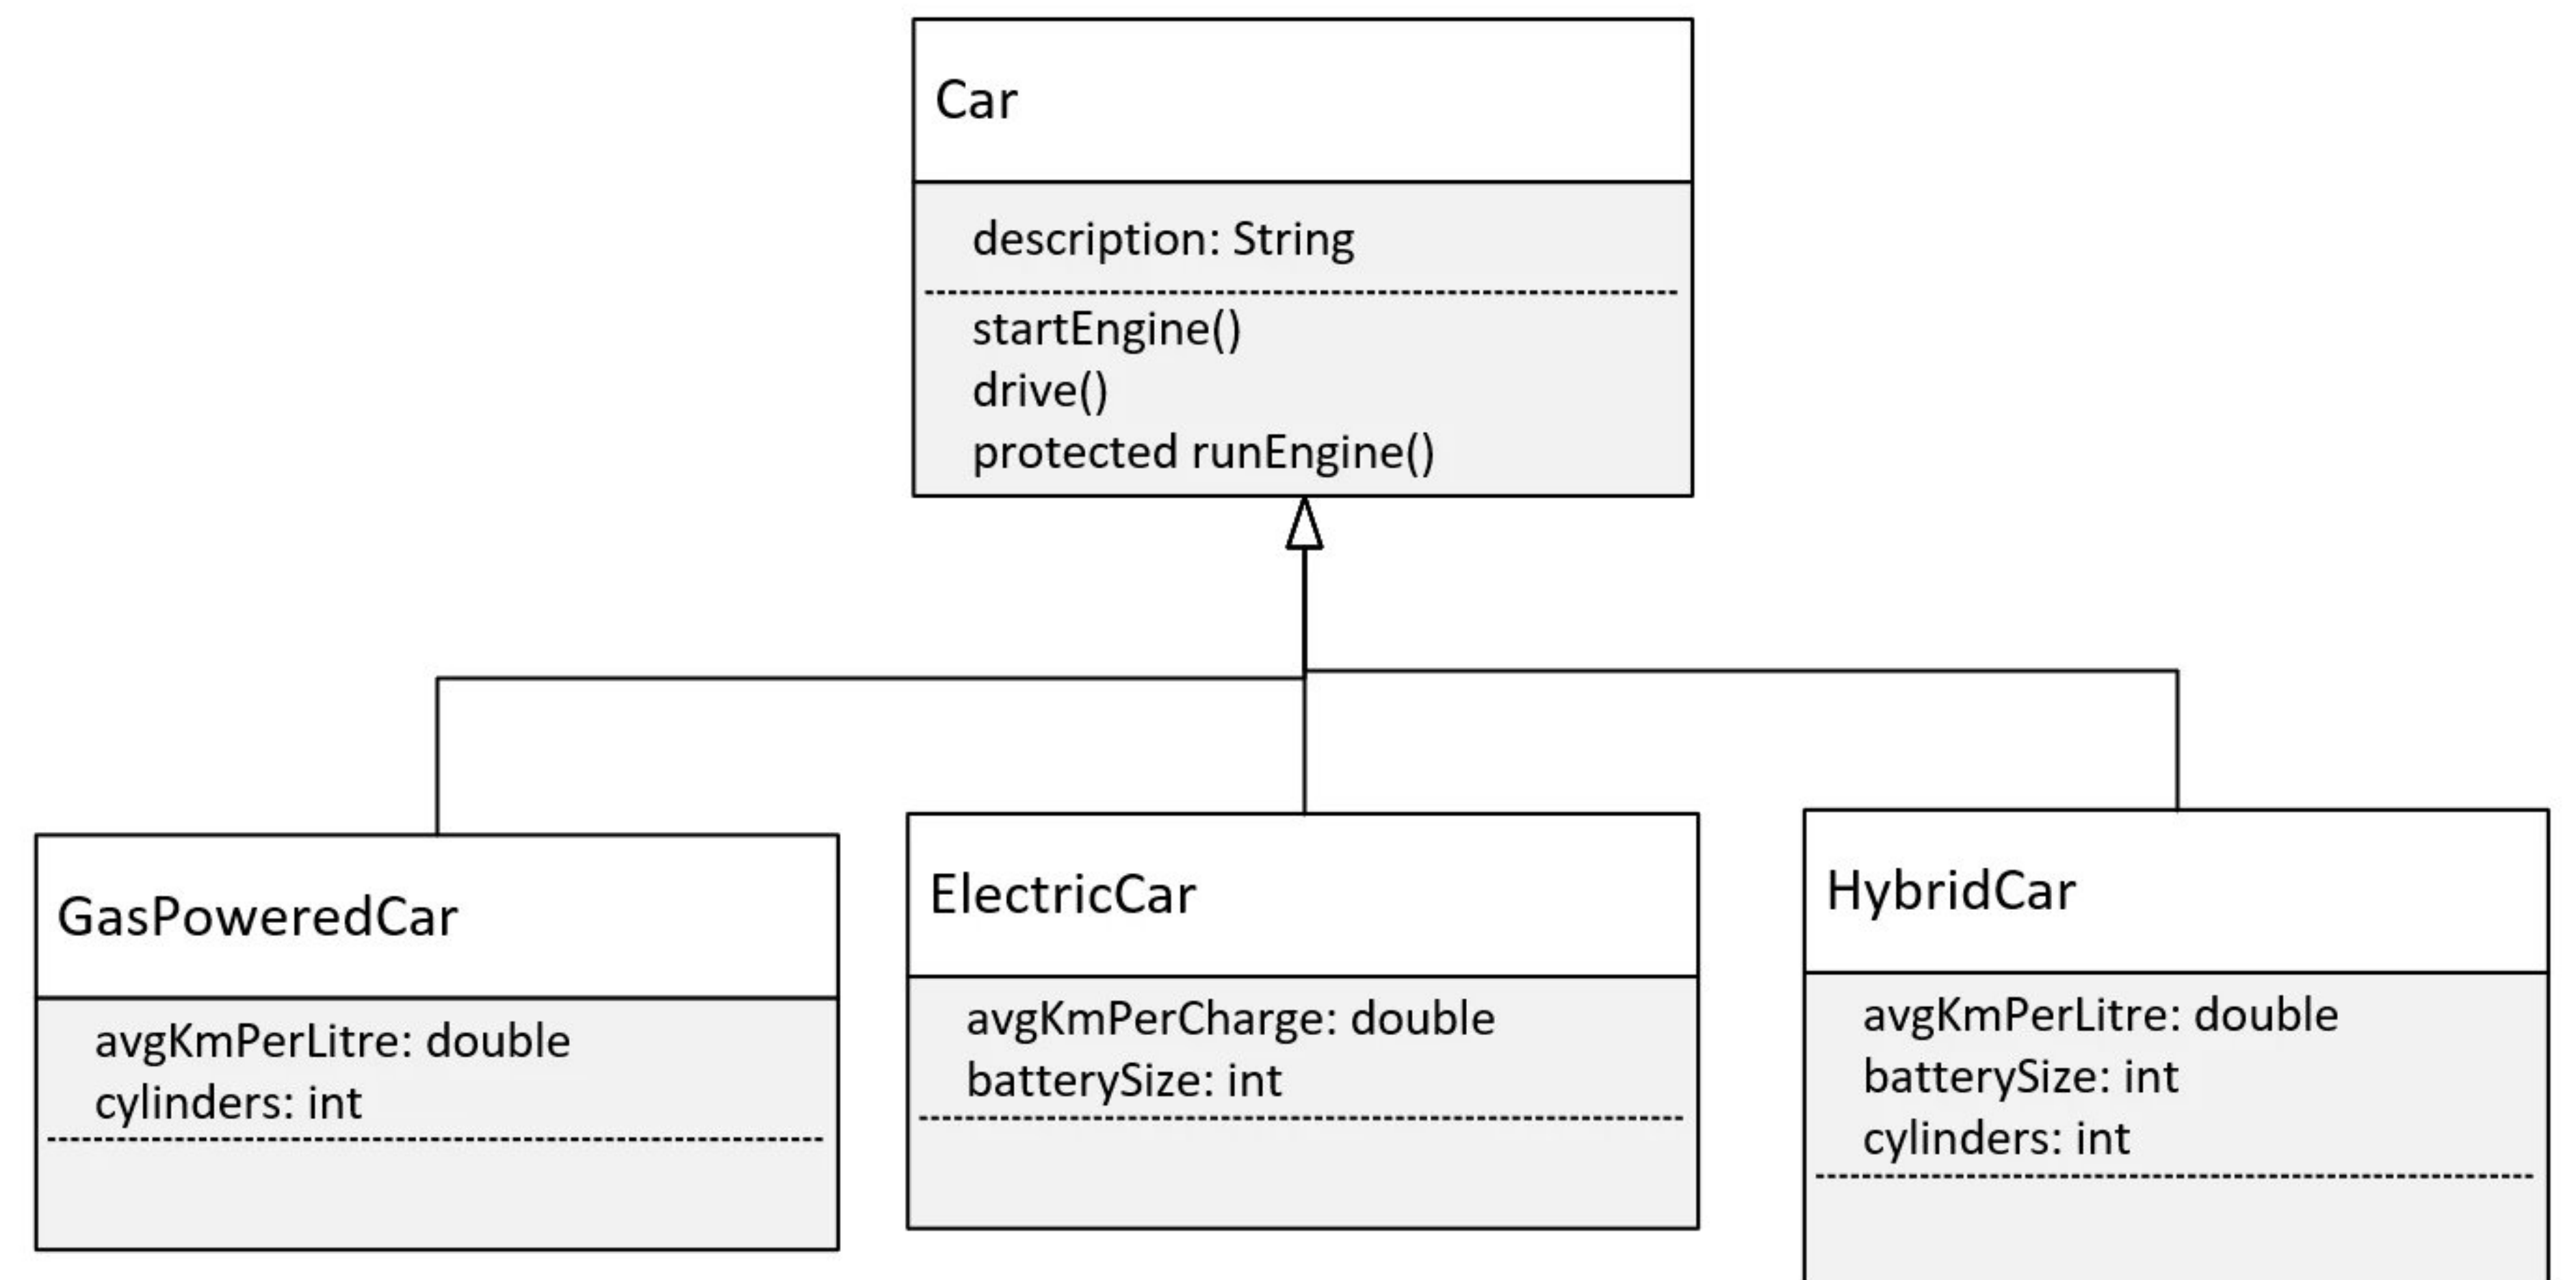 Car
description: String
startEngine()
drive()
protected runEngine()
GasPoweredCar
avgKmPerLitre: double
cylinders: int
ElectricCar
avgKmPerCharge: double
batterySize: int
HybridCar
avgKmPerLitre: double
batterySize: int
cylinders: int